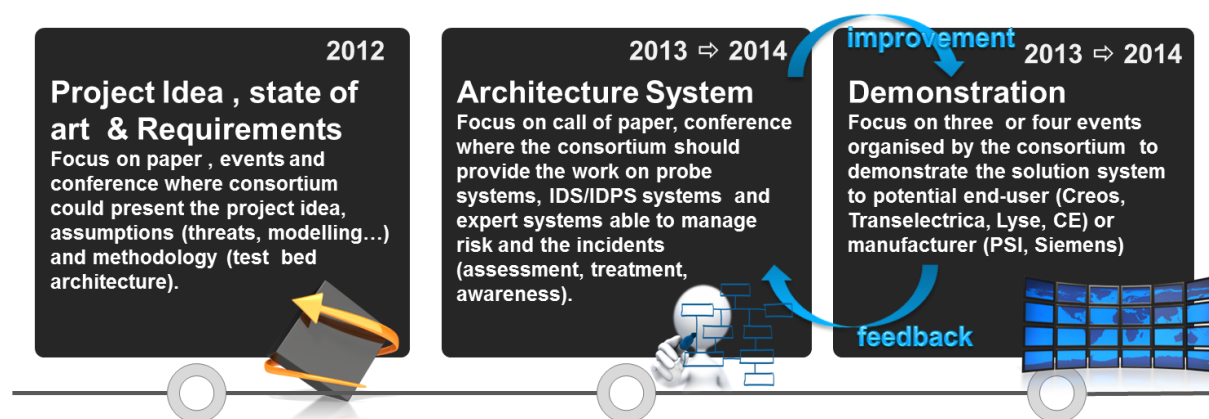 2012
Project Idea , state of
art & Requirements
Focus on paper , events and
conference where consortium
could present the project idea,
assumptions (threats, modelling…)
and methodology (test bed
architecture).
2013 ⇨ 2014
Architecture System
Focus on call of paper, conference
where the consortium should
provide the work on probe
systems, IDS/IDPS systems and
expert systems able to manage
risk and the incidents
(assessment, treatment,
awareness).
improvement
2013 ⇨ 2014
Demonstration
Focus on three or four events
organised by the consortium to
demonstrate the solution system
to potential end-user (Creos,
Transelectrica, Lyse, CE) or
manufacturer (PSI, Siemens)
feedback